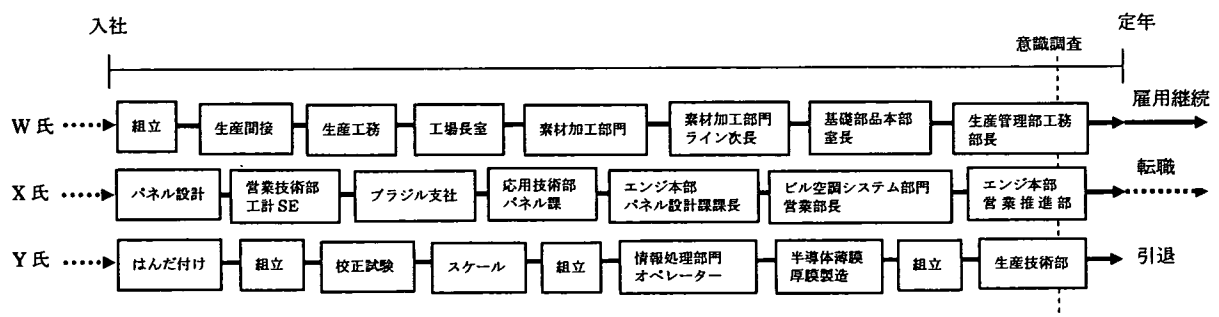 入社
定年
意識調査
W氏
組立
生産間接
生産工務
工場長室
素材加工部門
素材加工部門
ライン次長
基礎部品本部
室長
生産管理部工務
部長
雇用継続
X氏
パネル設計
営業技術部
工計SE
ブラジル支社
応用技術部
パネル課
エンジ本部
パネル設計課課長
ビル空調システム部門
営業部長
エンジ本部
営業推進部
転職
Y氏
はんだ付け
組立
校正試験
スケール
組立
情報処理部門
オペレーター
半導体薄膜
厚膜製造
組立
生産技術部
引退